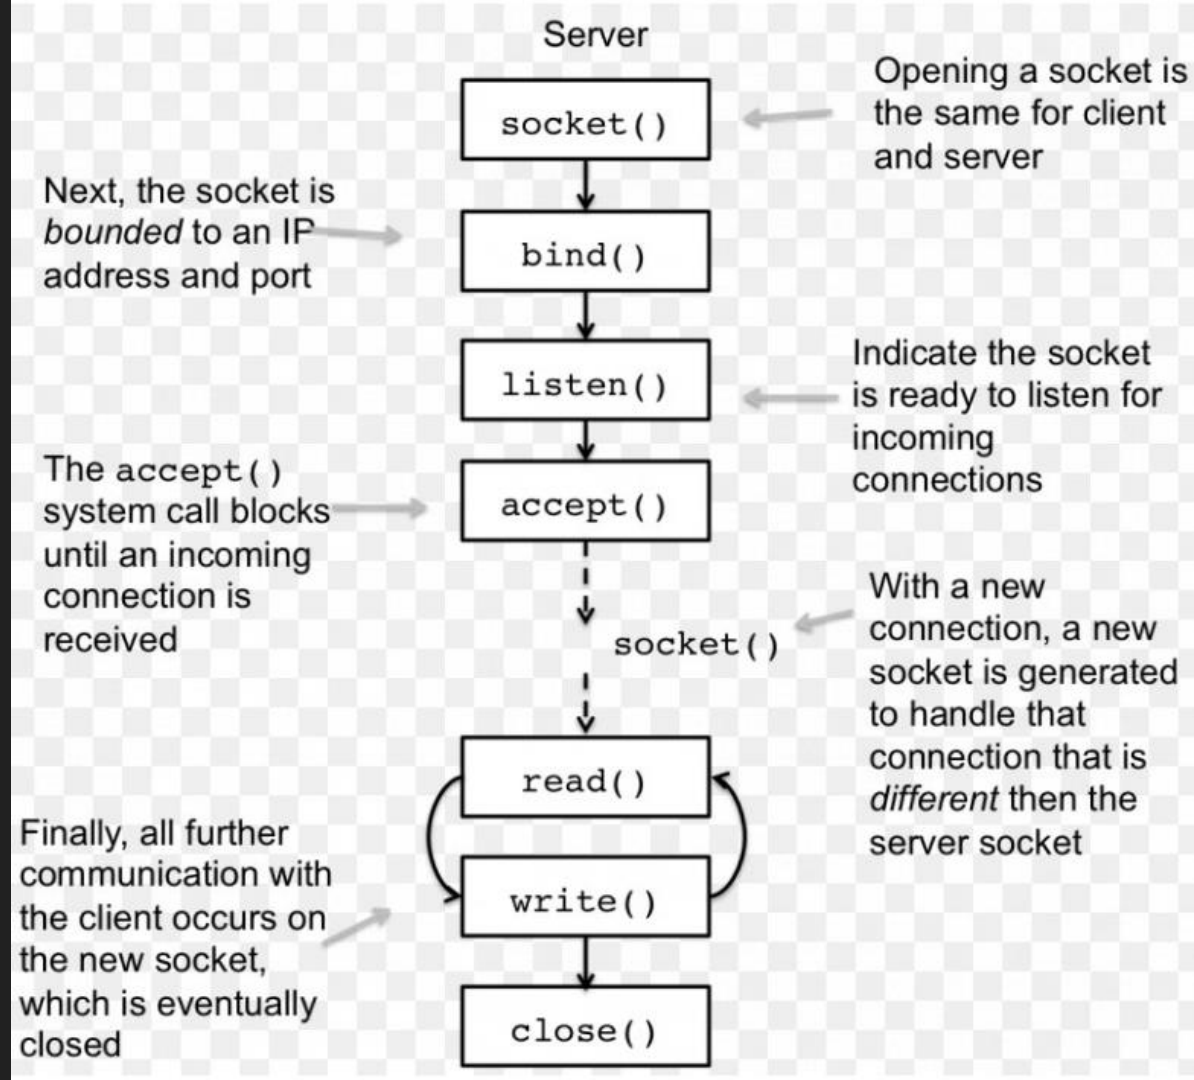 Server
socket()
Opening a socket is
the same for client
and server
Next, the socket is
bounded to an IP
address and port
bind()
listen()
Indicate the socket
is ready to listen for
incoming
connections
The accept()
system call blocks
until an incoming
connection is
received
accept()
socket()
With a new
connection, a new
socket is generated
to handle that
connection that is
different then the
server socket
read()
Finally, all further
communication with
the client occurs on
the new socket,
which is eventually
closed
write()
close()